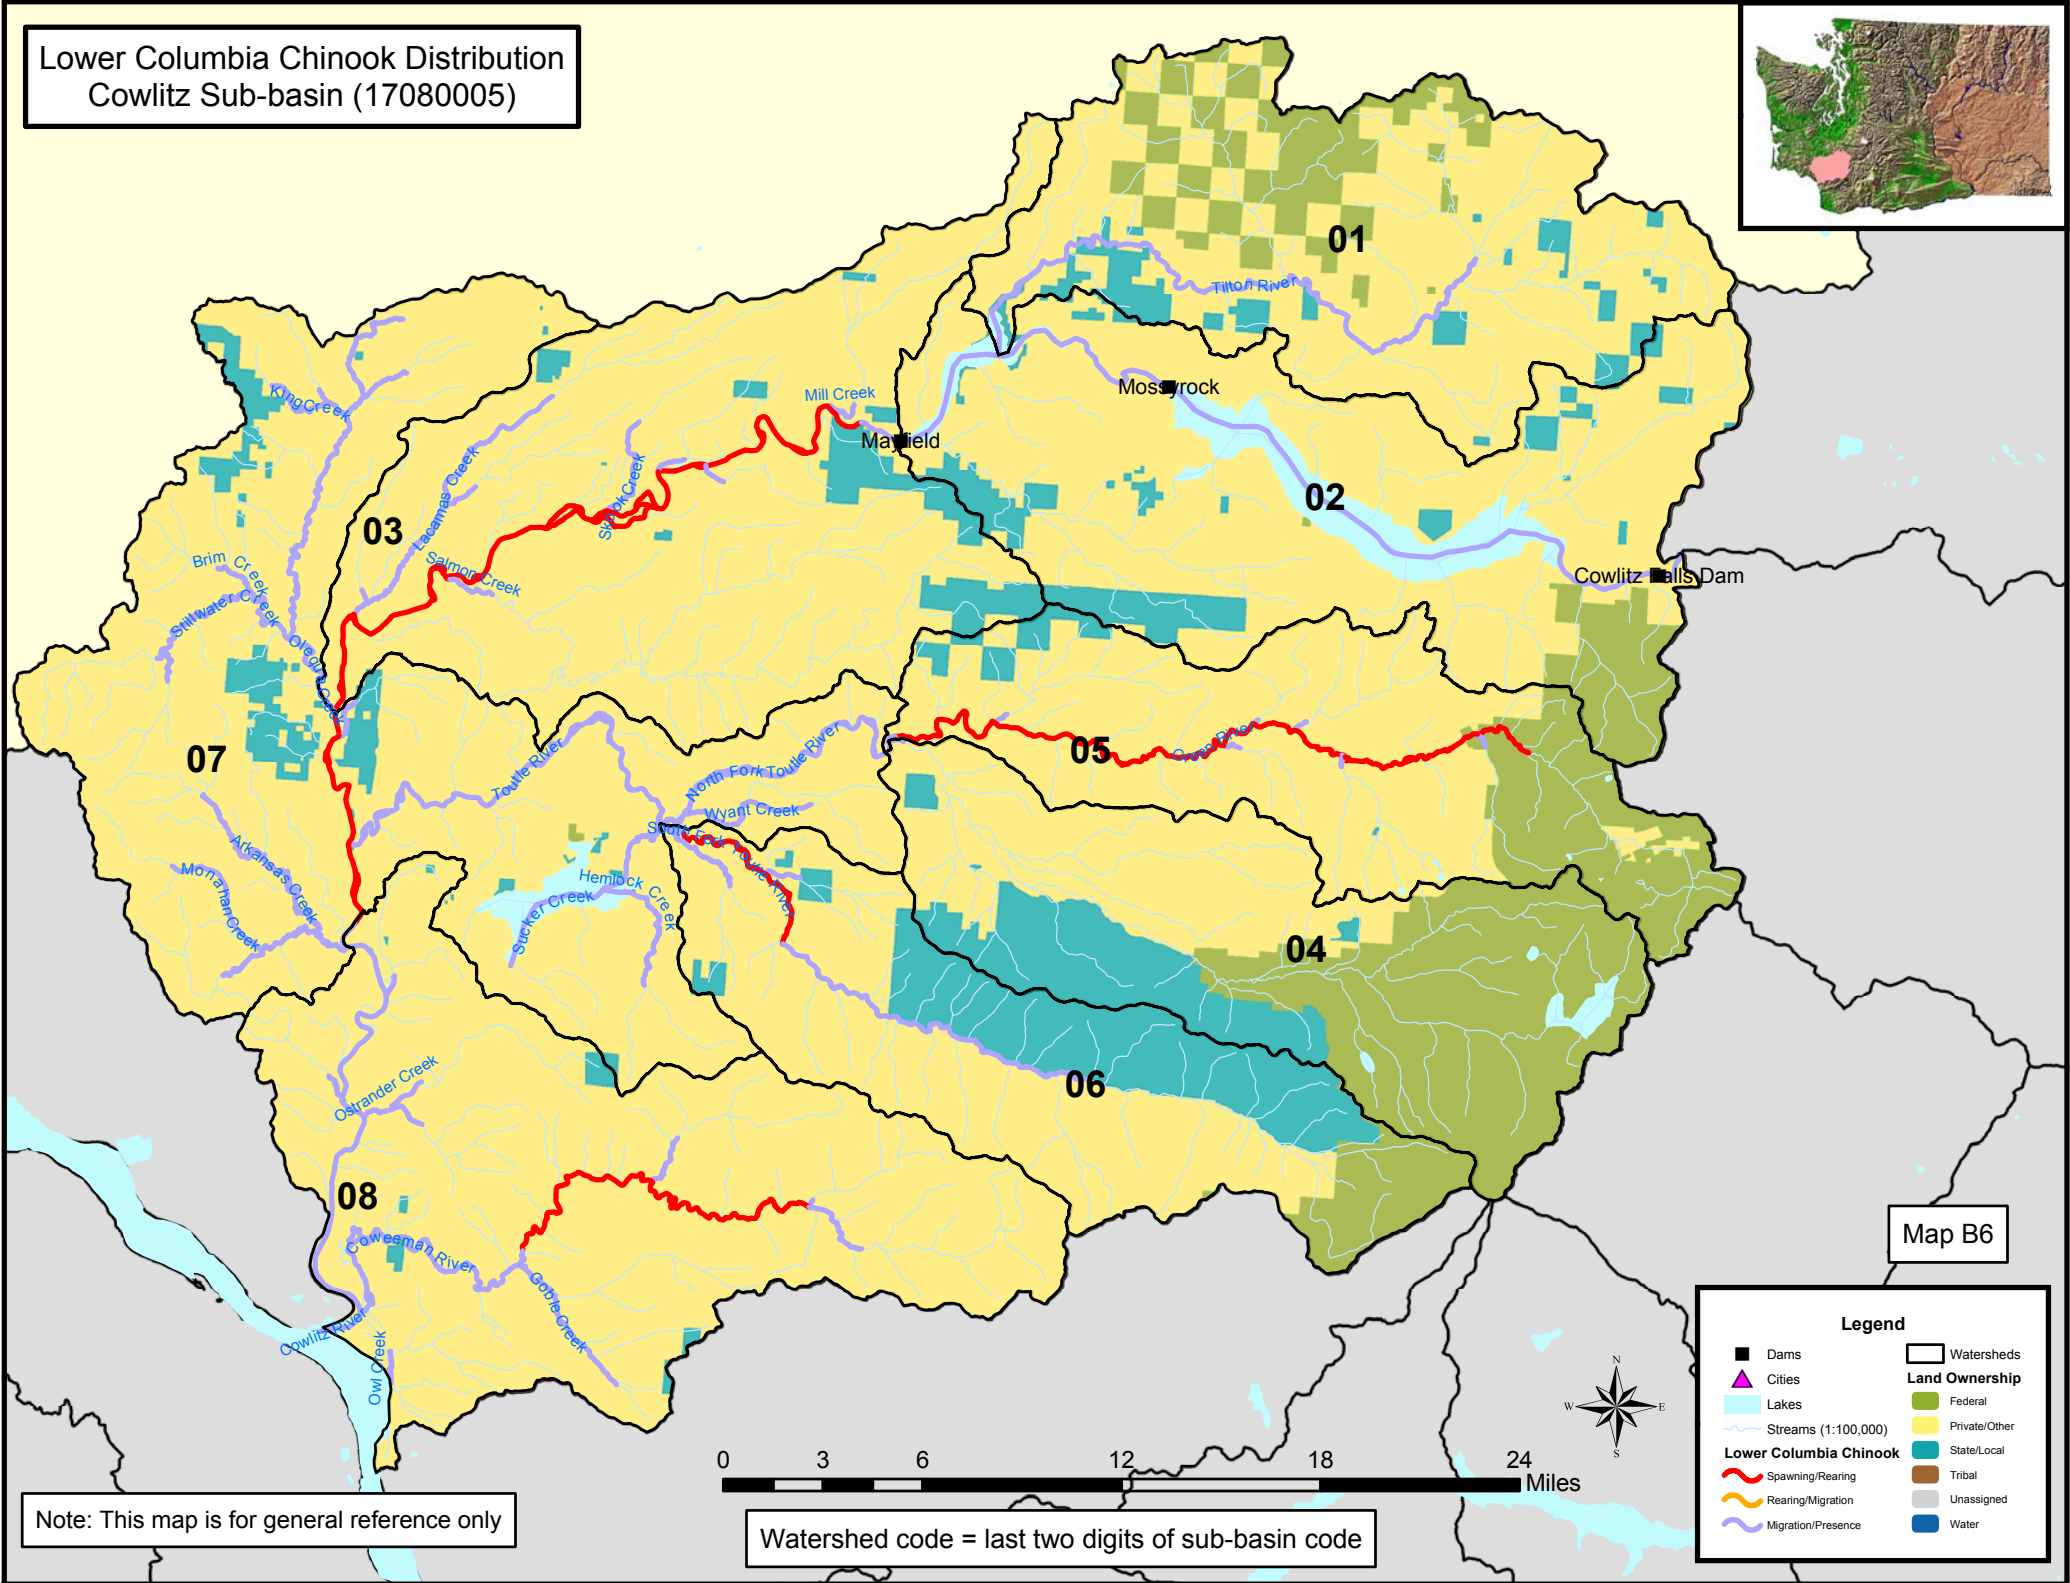 Lower Columbia Chinook Distribution
Cowlitz Sub-basin (17080005)
01
Tilton River
Mossyrock
Mill Creek
Mayfield
King Creek
Lacamas Creek
Skook Creek
02
03
Salmon Creek
Brim Creek
Stillwater Creek
Olequa Creek
Cowlitz Falls Dam
07
05
Green River
Toutle River
North Fork Toutle River
Wyant Creek
South Fork Toutle River
Arkansas Creek
Monahan Creek
Hemlock Creek
Sucker Creek
04
06
Ostrander Creek
08
Coweeman River
Goble Creek
Cowlitz River
Owl Creek
Map B6
Legend
Dams
Cities
Lakes
Streams (1:100,000)
Lower Columbia Chinook
Spawning/Rearing
Rearing/Migration
Migration/Presence
Watersheds
Land Ownership
Federal
Private/Other
State/Local
Tribal
Unassigned
Water
N
W
E
S
0 3 6 12 18 24
Miles
Note: This map is for general reference only
Watershed code = last two digits of sub-basin code